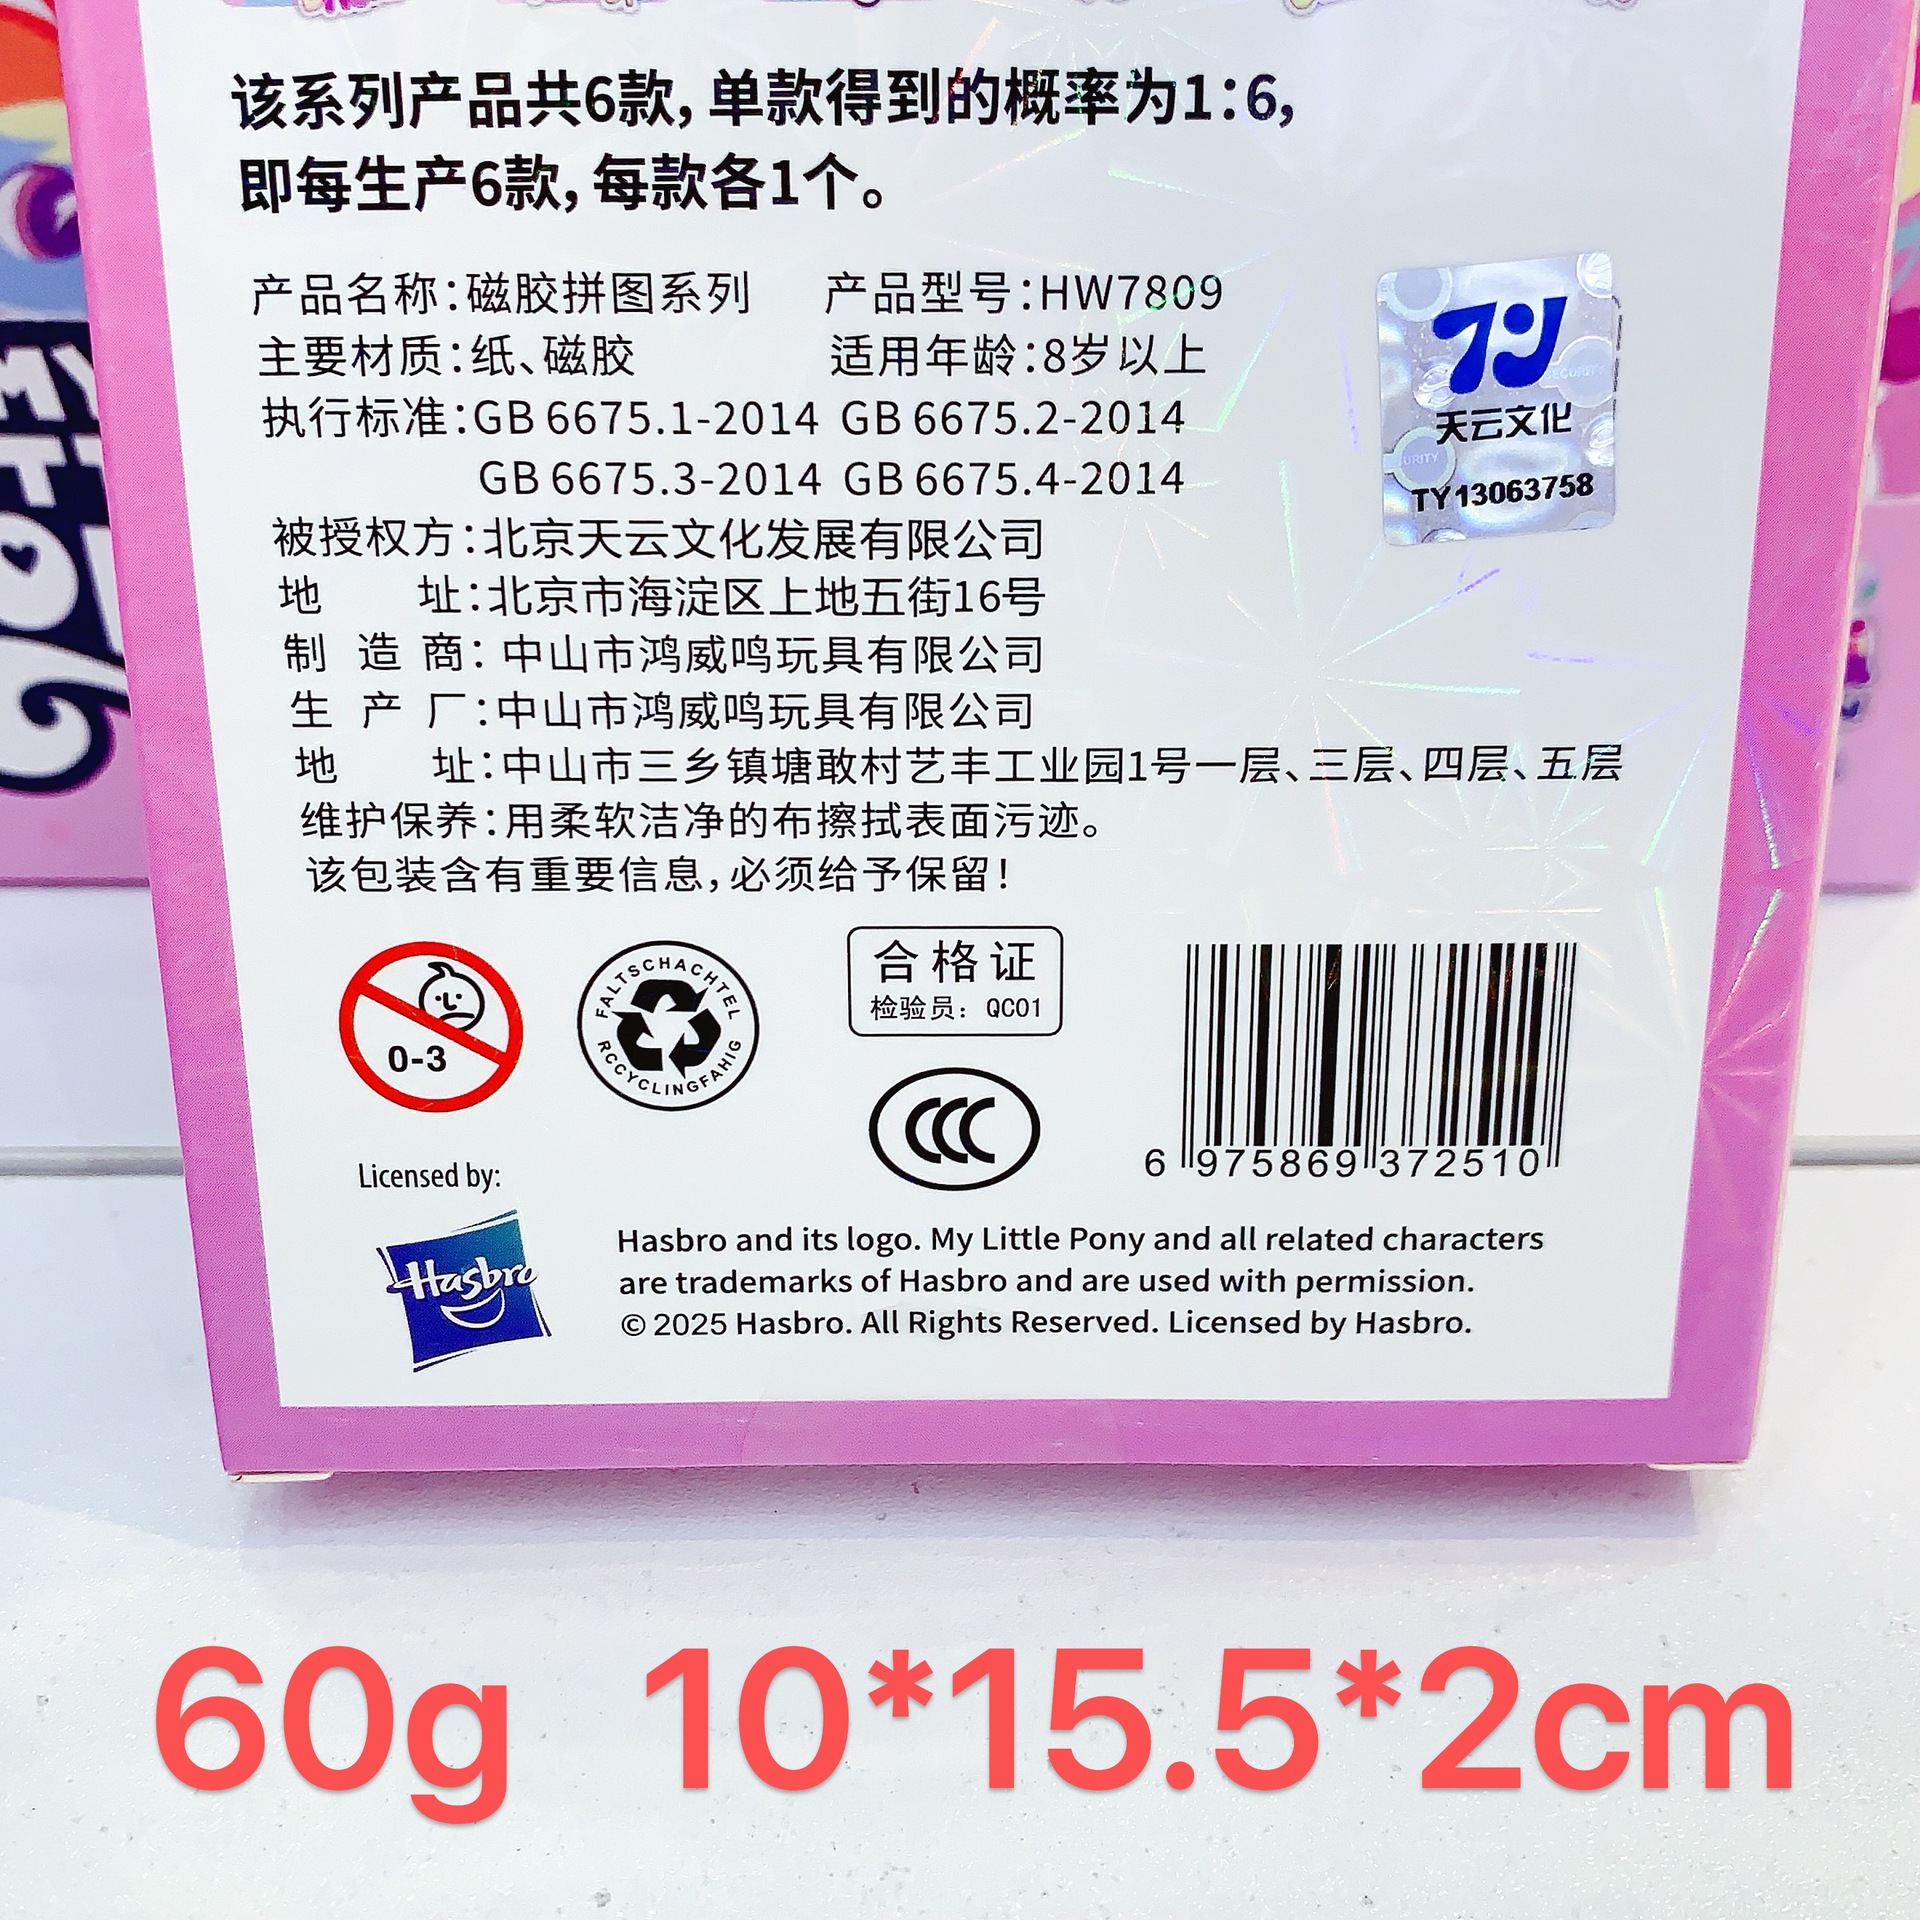 该系列产品共6款，单款得到的概率为1:6，
即每生产6款，每款各1个。
产品名称：磁胶拼图系列 产品型号：HW7809
主要材质：纸、磁胶 适用年龄：8岁以上
执行标准：GB 6675.1-2014 GB 6675.2-2014
GB 6675.3-2014 GB 6675.4-2014
被授权方：北京天云文化发展有限公司
地 址：北京市海淀区上地五街16号
制 造 商：中山市鸿威鸣玩具有限公司
生 产 厂：中山市鸿威鸣玩具有限公司
地 址：中山市三乡镇塘敢村艺丰工业园1号一层、三层、四层、五层
维护保养：用柔软洁净的布擦拭表面污迹。
该包装含有重要信息，必须给予保留！
天云文化
TY13063758
SECURITY
URITY
0-3
FALTSCHACHTEL
RCCYCLINGFAHIG
合格证
检验员：QC01
CCC
6 975869 372510
Licensed by:
Hasbro
Hasbro and its logo. My Little Pony and all related characters
are trademarks of Hasbro and are used with permission.
© 2025 Hasbro. All Rights Reserved. Licensed by Hasbro.
60g 10*15.5*2cm